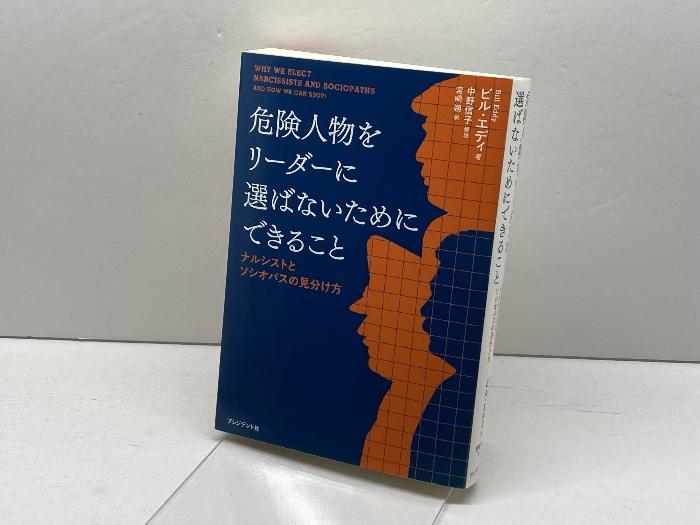 WHY WE ELECT
NARCISSISTS AND SOCIOPATHS
AND HOW WE CAN STOP!
危険人物を
リーダーに
選ばないために
できること
ナルシストと
ソシオパスの見分け方
Bill Eddy
ビル・エディ 著
中野信子 解説
宮崎朔 訳
プレジデント社
選ばないためにできること